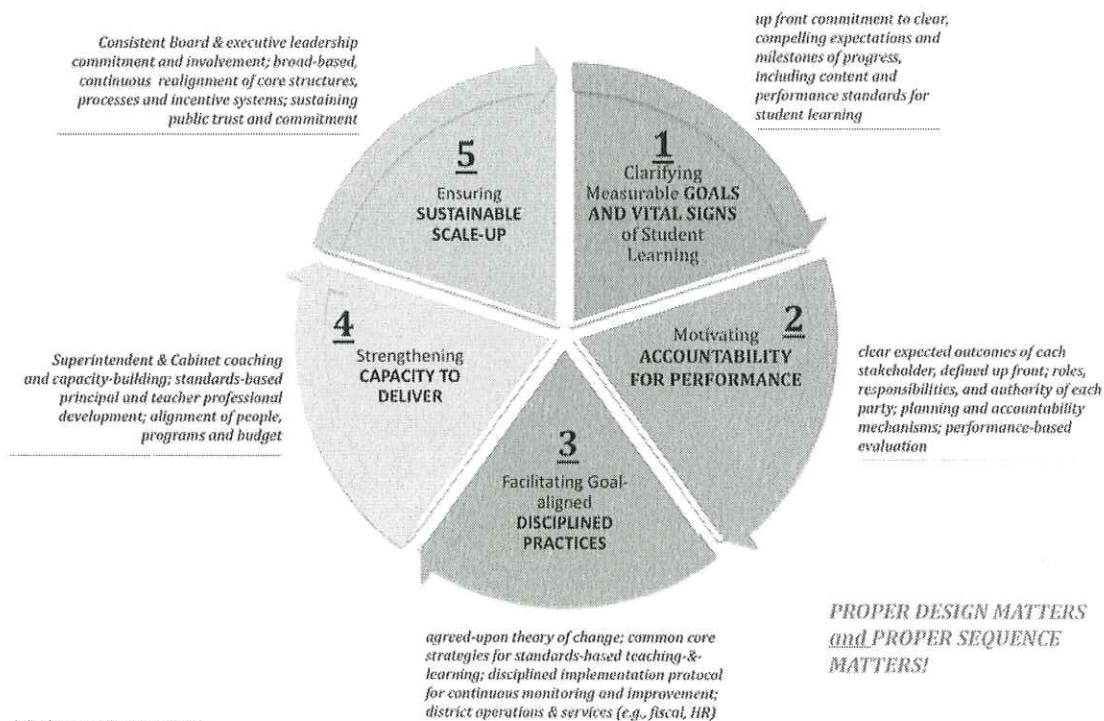 up front commitment to clear,
compelling expectations and
milestones of progress,
including content and
performance standards for
student learning
1
Clarifying
Measurable GOALS
AND VITAL SIGNS
of Student
Learning
2
Motivating
ACCOUNTABILITY
FOR PERFORMANCE
clear expected outcomes of each
stakeholder, defined up front; roles,
responsibilities, and authority of each
party; planning and accountability
mechanisms; performance-based
evaluation
3
Facilitating Goal-
aligned
DISCIPLINED
PRACTICES
agreed-upon theory of change; common core
strategies for standards-based teaching-&-
learning; disciplined implementation protocol
for continuous monitoring and improvement;
district operations & services (e.g., fiscal, HR)
4
Strengthening
CAPACITY TO
DELIVER
Superintendent & Cabinet coaching
and capacity-building; standards-based
principal and teacher professional
development; alignment of people,
programs and budget
5
Ensuring
SUSTAINABLE
SCALE-UP
Consistent Board & executive leadership
commitment and involvement; broad-based,
continuous realignment of core structures,
processes and incentive systems; sustaining
public trust and commitment
PROPER DESIGN MATTERS
and PROPER SEQUENCE
MATTERS!